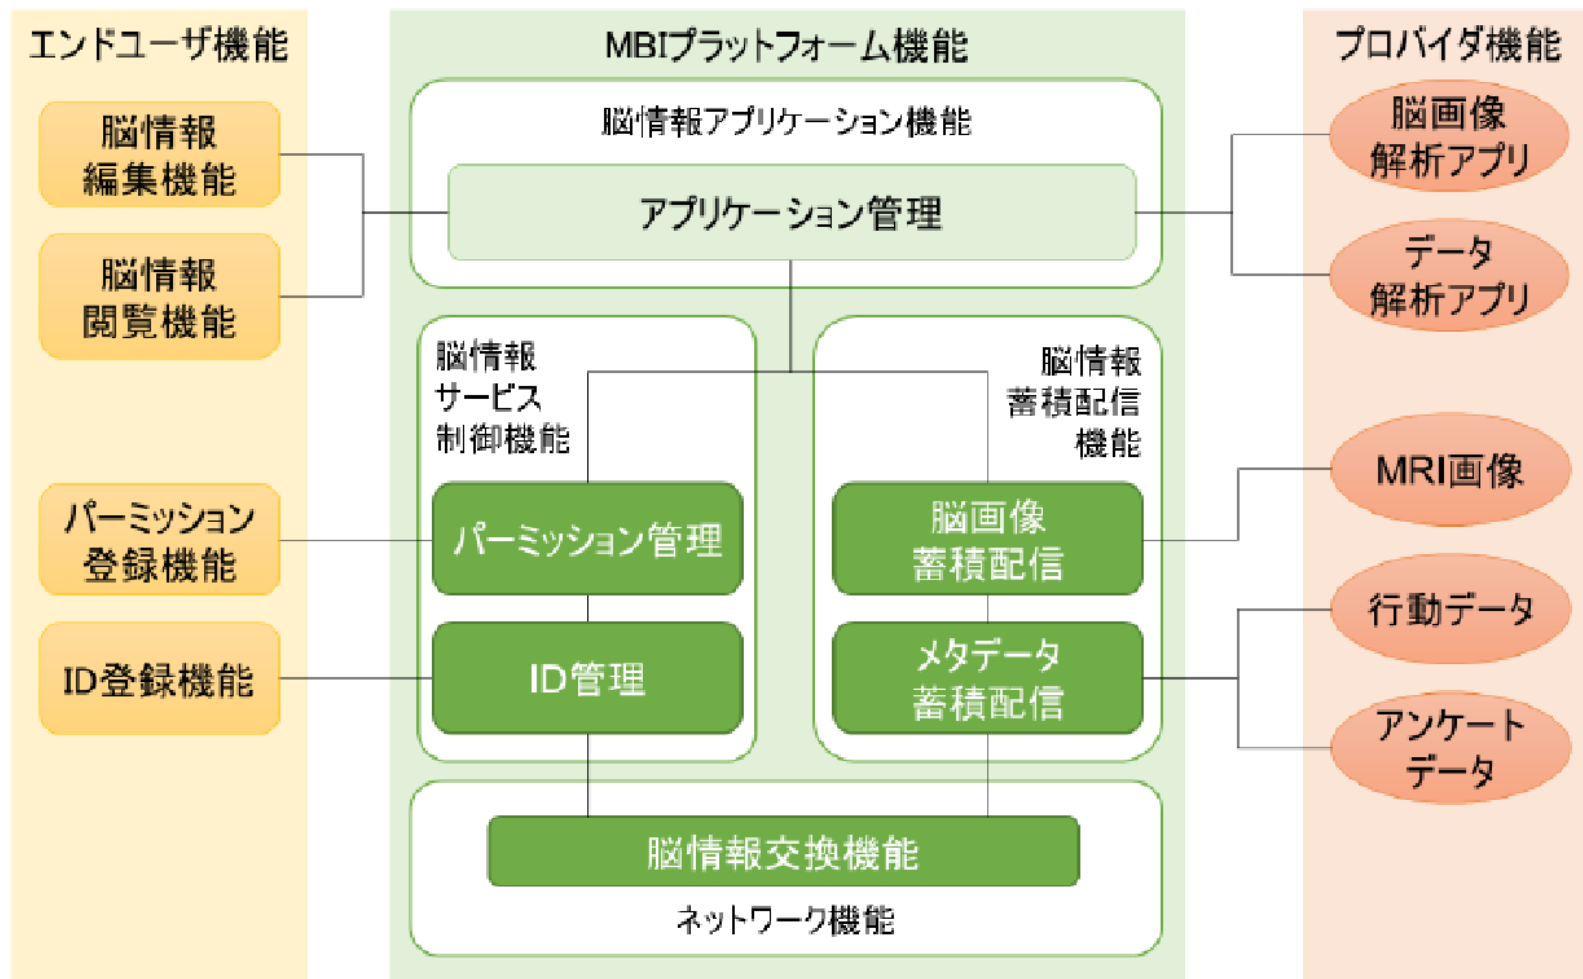 エンドユーザ機能
脳情報
編集機能
脳情報
閲覧機能
パーミッション
登録機能
ID登録機能
MBIプラットフォーム機能
脳情報アプリケーション機能
アプリケーション管理
脳情報
サービス
制御機能
パーミッション管理
ID管理
脳情報
蓄積配信
機能
脳画像
蓄積配信
メタデータ
蓄積配信
脳情報交換機能
ネットワーク機能
プロバイダ機能
脳画像
解析アプリ
データ
解析アプリ
MRI画像
行動データ
アンケート
データ